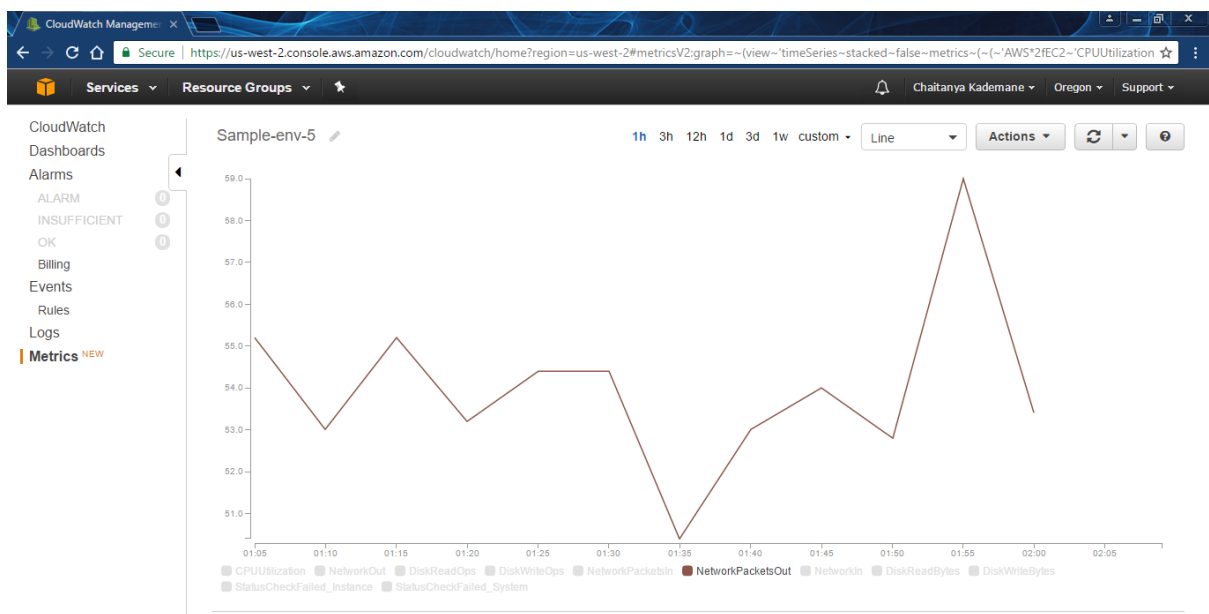 CloudWatch Managemen
Secure https://us-west-2.console.aws.amazon.com/cloudwatch/home?region=us-west-2#metricsV2:graph=~(view~'timeSeries~stacked~false~metrics~(~(~'AWS*2fEC2~'CPUUtilization
Services Resource Groups Chaitanya Kademane Oregon Support
CloudWatch
Dashboards
Alarms
ALARM 0
INSUFFICIENT 0
OK 0
Billing
Events
Rules
Logs
Metrics NEW
Sample-env-5 1h 3h 12h 1d 3d 1w custom Line Actions
59.0
58.0
57.0
56.0
55.0
54.0
53.0
52.0
51.0
01:05 01:10 01:15 01:20 01:25 01:30 01:35 01:40 01:45 01:50 01:55 02:00 02:05
CPUUtilization NetworkOut DiskReadOps DiskWriteOps NetworkPacketsIn NetworkPacketsOut NetworkIn DiskReadBytes DiskWriteBytes
StatusCheckFailed_Instance StatusCheckFailed_System